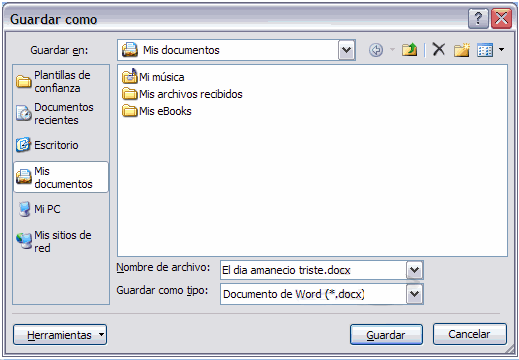 Guardar como
Guardar en:
Mis documentos
Plantillas de
confianza
Documentos
recientes
Escritorio
Mis
documentos
Mi PC
Mis sitios de
red
Mi música
Mis archivos recibidos
Mis eBooks
Nombre de archivo:
El dia amanecio triste.docx
Guardar como tipo:
Documento de Word (*.docx)
Herramientas
Guardar
Cancelar